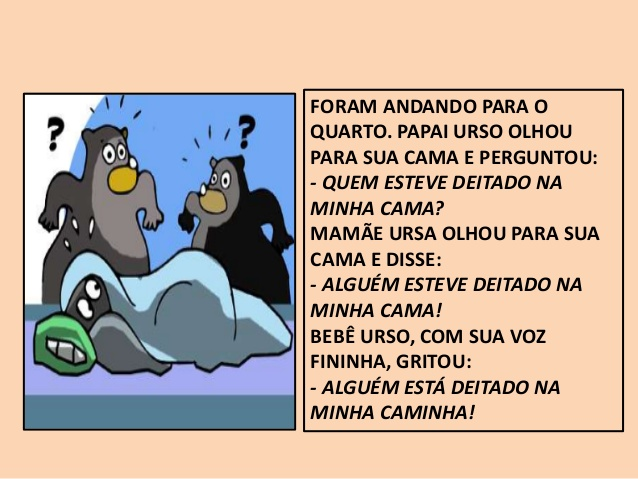 ?
?
FORAM ANDANDO PARA O
QUARTO. PAPAI URSO OLHOU
PARA SUA CAMA E PERGUNTOU:
- QUEM ESTEVE DEITADO NA
MINHA CAMA?
MAMÃE URSA OLHOU PARA SUA
CAMA E DISSE:
- ALGUÉM ESTEVE DEITADO NA
MINHA CAMA!
BEBÊ URSO, COM SUA VOZ
FININHA, GRITOU:
- ALGUÉM ESTÁ DEITADO NA
MINHA CAMINHA!